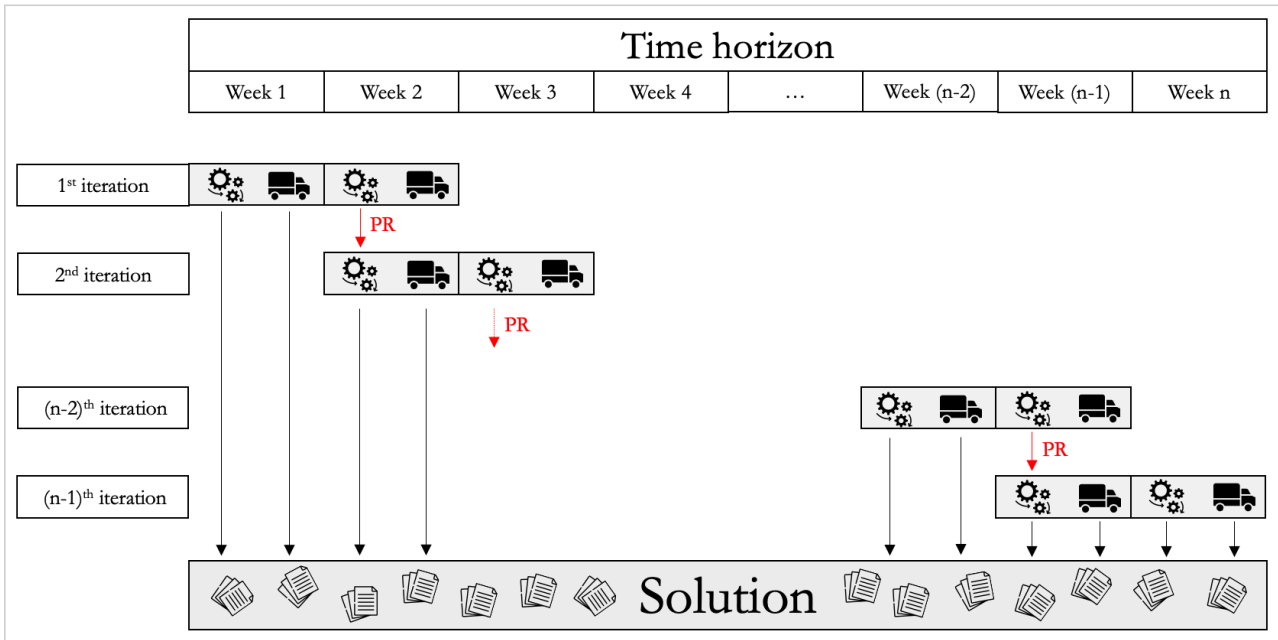 Time horizon
Week 1 Week 2 Week 3 Week 4 … Week (n-2) Week (n-1) Week n
1st iteration
PR
2nd iteration
PR
(n-2)th iteration
PR
(n-1)th iteration
Solution